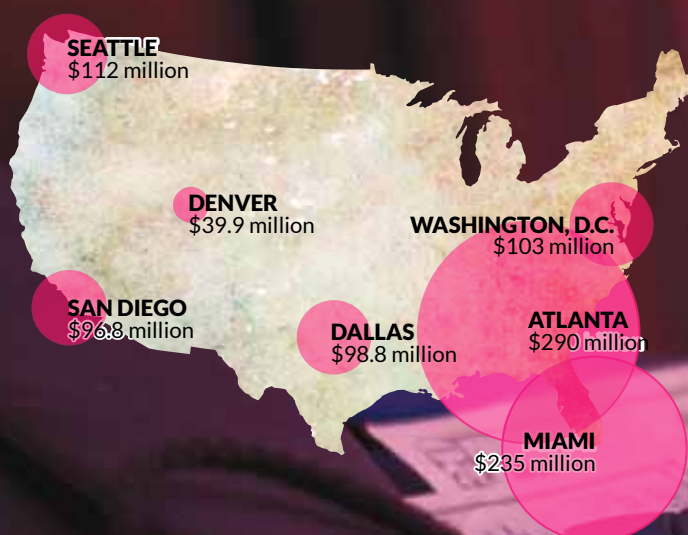 SEATTLE
$112 million
DENVER
$39.9 million
WASHINGTON, D.C.
$103 million
SAN DIEGO
$96.8 million
DALLAS
$98.8 million
ATLANTA
$290 million
MIAMI
$235 million